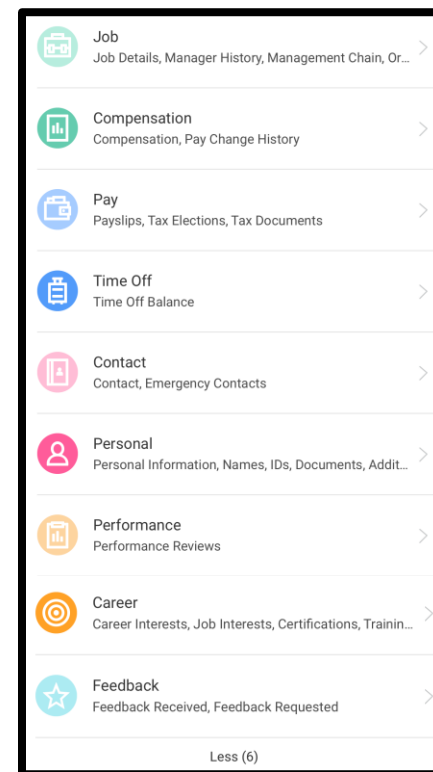 Job
Job Details, Manager History, Management Chain, Or...
Compensation
Compensation, Pay Change History
Pay
Payslips, Tax Elections, Tax Documents
Time Off
Time Off Balance
Contact
Contact, Emergency Contacts
Personal
Personal Information, Names, IDs, Documents, Addit...
Performance
Performance Reviews
Career
Career Interests, Job Interests, Certifications, Trainin...
Feedback
Feedback Received, Feedback Requested
Less (6)